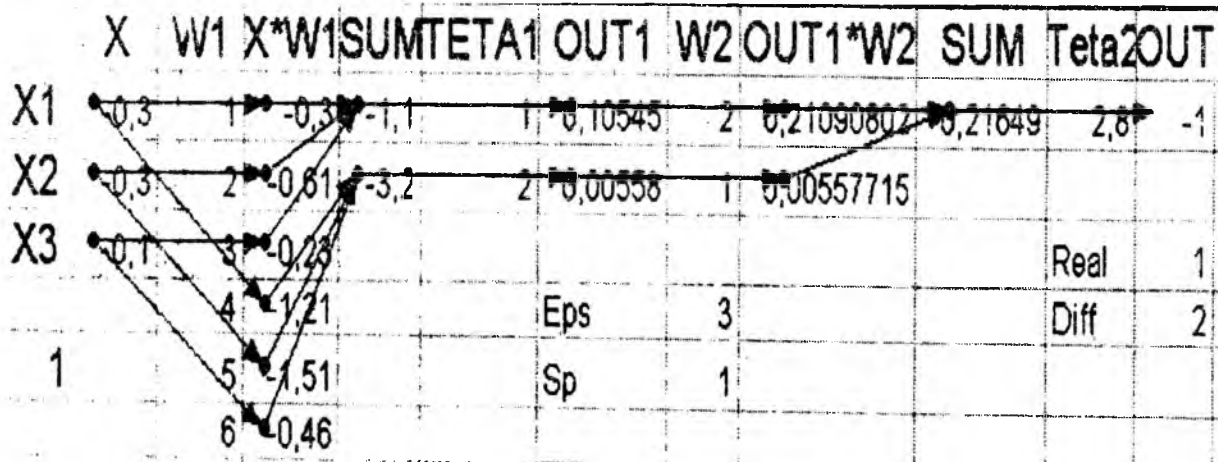 X W1 X*W1 SUM TETA1 OUT1 W2 OUT1*W2 SUM Teta2 OUT
X1 -0,3 1 -0,3 -1,1 1 0,10545 2 0,21090802 0,21649 2,8 -1
X2 -0,3 2 -0,61 -3,2 2 0,00558 1 0,00557715
X3 -0,1 3 -0,23 Real 1
4 -1,21 Eps 3 Diff 2
1 5 -1,51 Sp 1
6 -0,46